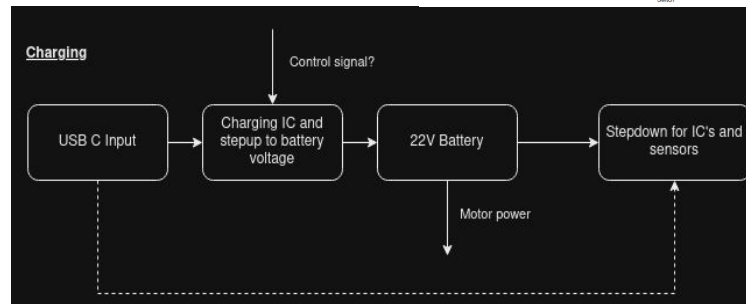 Charging
Control signal?
USB C Input
Charging IC and
stepup to battery
voltage
22V Battery
Stepdown for IC's and
sensors
Motor power